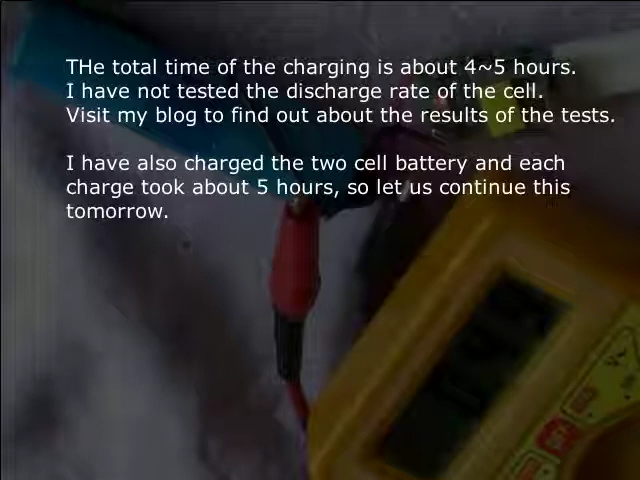 THe total time of the charging is about 4~5 hours.
I have not tested the discharge rate of the cell.
Visit my blog to find out about the results of the tests.
I have also charged the two cell battery and each
charge took about 5 hours, so let us continue this
tomorrow.